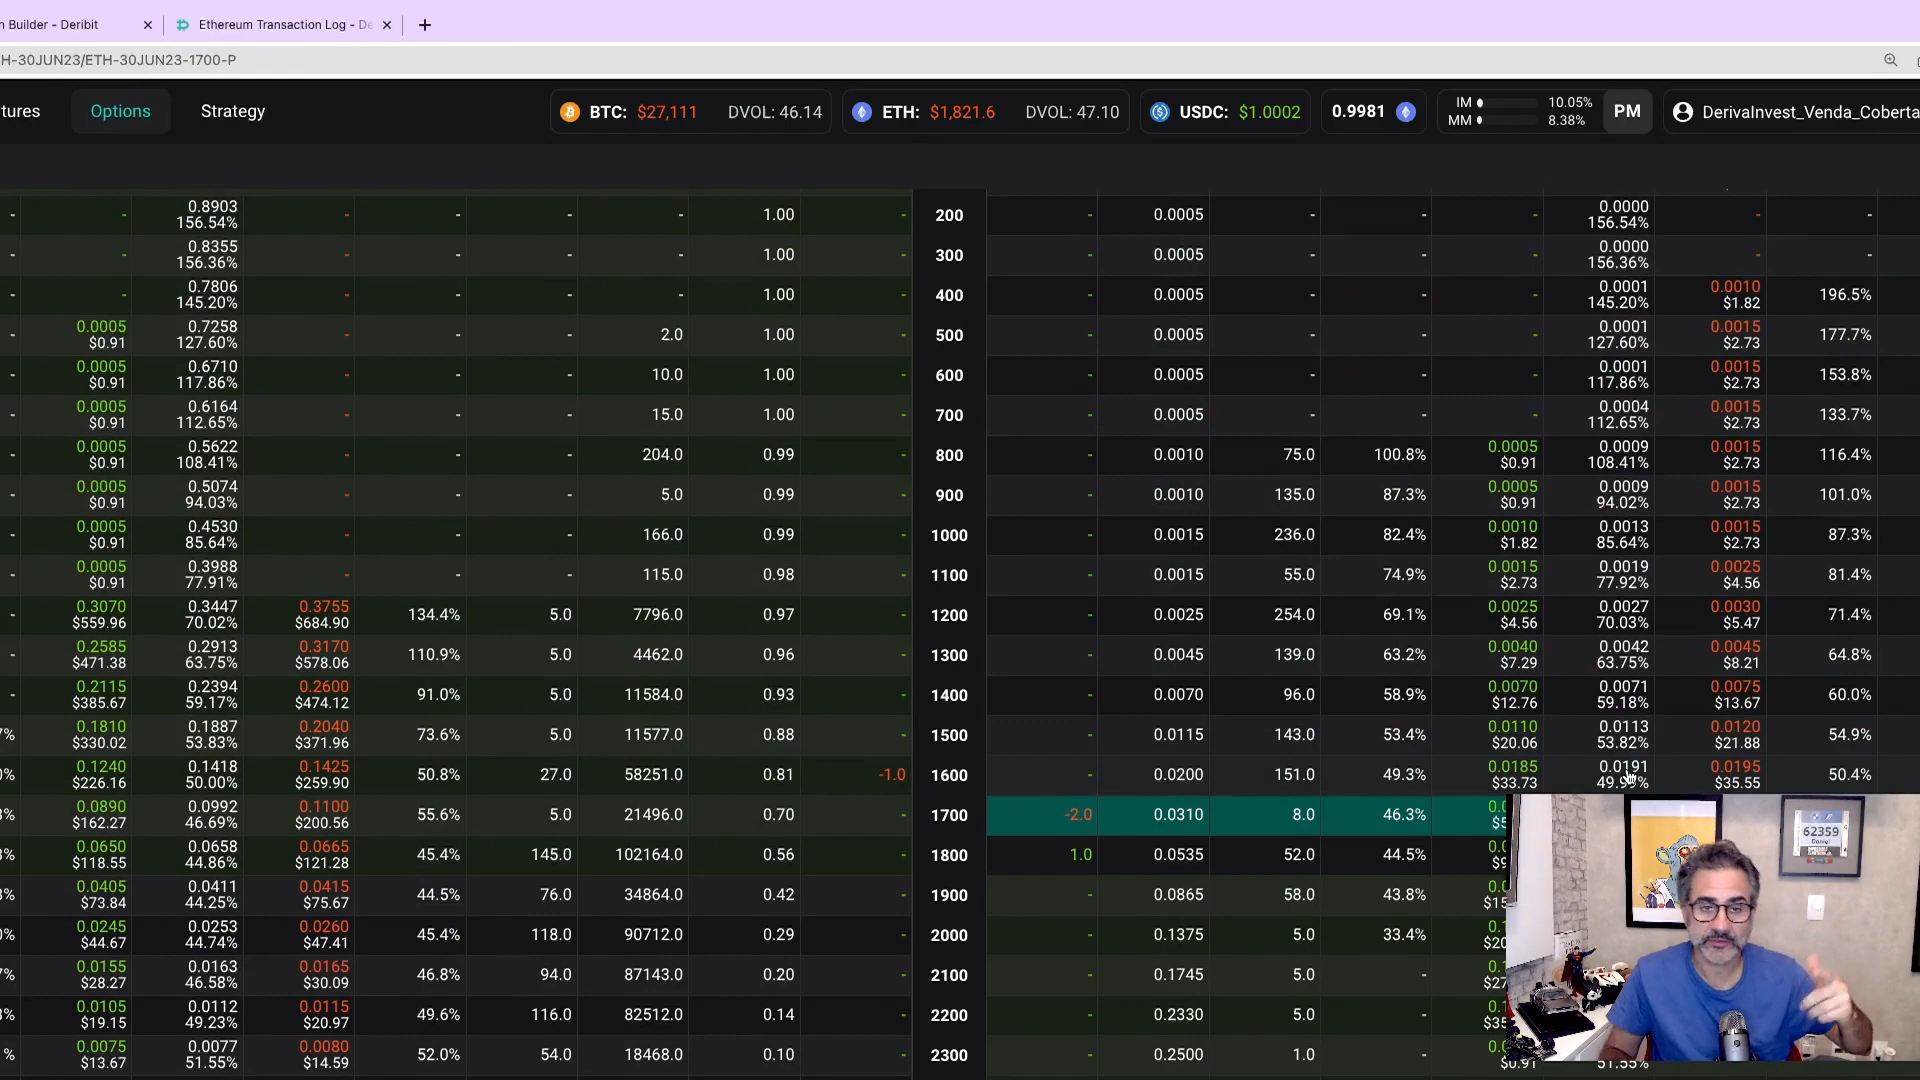 n Builder - Deribit
Ethereum Transaction Log - De
H-30JUN23/ETH-30JUN23-1700-P
tures Options Strategy BTC: $27,111 DVOL: 46.14 ETH: $1,821.6 DVOL: 47.10 USDC: $1.0002 0.9981 IM 10.05% MM 8.38% PM DerivaInvest_Venda_Coberta
- - 0.8903 156.54% - - - - 1.00 - 200 - 0.0005 - - - 0.0000 156.54% - -
- - 0.8355 156.36% - - - - 1.00 - 300 - 0.0005 - - - 0.0000 156.36% - -
- - 0.7806 145.20% - - - - 1.00 - 400 - 0.0005 - - - 0.0001 145.20% 0.0010 $1.82 196.5%
- 0.0005 $0.91 0.7258 127.60% - - - 2.0 1.00 - 500 - 0.0005 - - - 0.0001 127.60% 0.0015 $2.73 177.7%
- 0.0005 $0.91 0.6710 117.86% - - - 10.0 1.00 - 600 - 0.0005 - - - 0.0001 117.86% 0.0015 $2.73 153.8%
- 0.0005 $0.91 0.6164 112.65% - - - 15.0 1.00 - 700 - 0.0005 - - - 0.0004 112.65% 0.0015 $2.73 133.7%
- 0.0005 $0.91 0.5622 108.41% - - - 204.0 0.99 - 800 - 0.0010 75.0 100.8% 0.0005 $0.91 0.0009 108.41% 0.0015 $2.73 116.4%
- 0.0005 $0.91 0.5074 94.03% - - - 5.0 0.99 - 900 - 0.0010 135.0 87.3% 0.0005 $0.91 0.0009 94.02% 0.0015 $2.73 101.0%
- 0.0005 $0.91 0.4530 85.64% - - - 166.0 0.99 - 1000 - 0.0015 236.0 82.4% 0.0010 $1.82 0.0013 85.64% 0.0015 $2.73 87.3%
- 0.0005 $0.91 0.3988 77.91% - - - 115.0 0.98 - 1100 - 0.0015 55.0 74.9% 0.0015 $2.73 0.0019 77.92% 0.0025 $4.56 81.4%
- 0.3070 $559.96 0.3447 70.02% 0.3755 $684.90 134.4% 5.0 7796.0 0.97 - 1200 - 0.0025 254.0 69.1% 0.0025 $4.56 0.0027 70.03% 0.0030 $5.47 71.4%
- 0.2585 $471.38 0.2913 63.75% 0.3170 $578.06 110.9% 5.0 4462.0 0.96 - 1300 - 0.0045 139.0 63.2% 0.0040 $7.29 0.0042 63.75% 0.0045 $8.21 64.8%
- 0.2115 $385.67 0.2394 59.17% 0.2600 $474.12 91.0% 5.0 11584.0 0.93 - 1400 - 0.0070 96.0 58.9% 0.0070 $12.76 0.0071 59.18% 0.0075 $13.67 60.0%
7% 0.1810 $330.02 0.1887 53.83% 0.2040 $371.96 73.6% 5.0 11577.0 0.88 - 1500 - 0.0115 143.0 53.4% 0.0110 $20.06 0.0113 53.82% 0.0120 $21.88 54.9%
0% 0.1240 $226.16 0.1418 50.00% 0.1425 $259.90 50.8% 27.0 58251.0 0.81 -1.0 1600 - 0.0200 151.0 49.3% 0.0185 $33.73 0.0191 0.0195 $35.55 50.4%
3% 0.0890 $162.27 0.0992 46.69% 0.1100 $200.56 55.6% 5.0 21496.0 0.70 - 1700 -2.0 0.0310 8.0 46.3%
3% 0.0650 $118.55 0.0658 44.86% 0.0665 $121.28 45.4% 145.0 102164.0 0.56 - 1800 1.0 0.0535 52.0 44.5%
3% 0.0405 $73.84 0.0411 44.25% 0.0415 $75.67 44.5% 76.0 34864.0 0.42 - 1900 - 0.0865 58.0 43.8%
0% 0.0245 $44.67 0.0253 44.74% 0.0260 $47.41 45.4% 118.0 90712.0 0.29 - 2000 - 0.1375 5.0 33.4%
7% 0.0155 $28.27 0.0163 46.58% 0.0165 $30.09 46.8% 94.0 87143.0 0.20 - 2100 - 0.1745 5.0 -
3% 0.0105 $19.15 0.0112 49.23% 0.0115 $20.97 49.6% 116.0 82512.0 0.14 - 2200 - 0.2330 5.0 -
% 0.0075 $13.67 0.0077 51.55% 0.0080 $14.59 52.0% 54.0 18468.0 0.10 - 2300 - 0.2500 1.0 - $0.91 51.55%
62359
Daniel